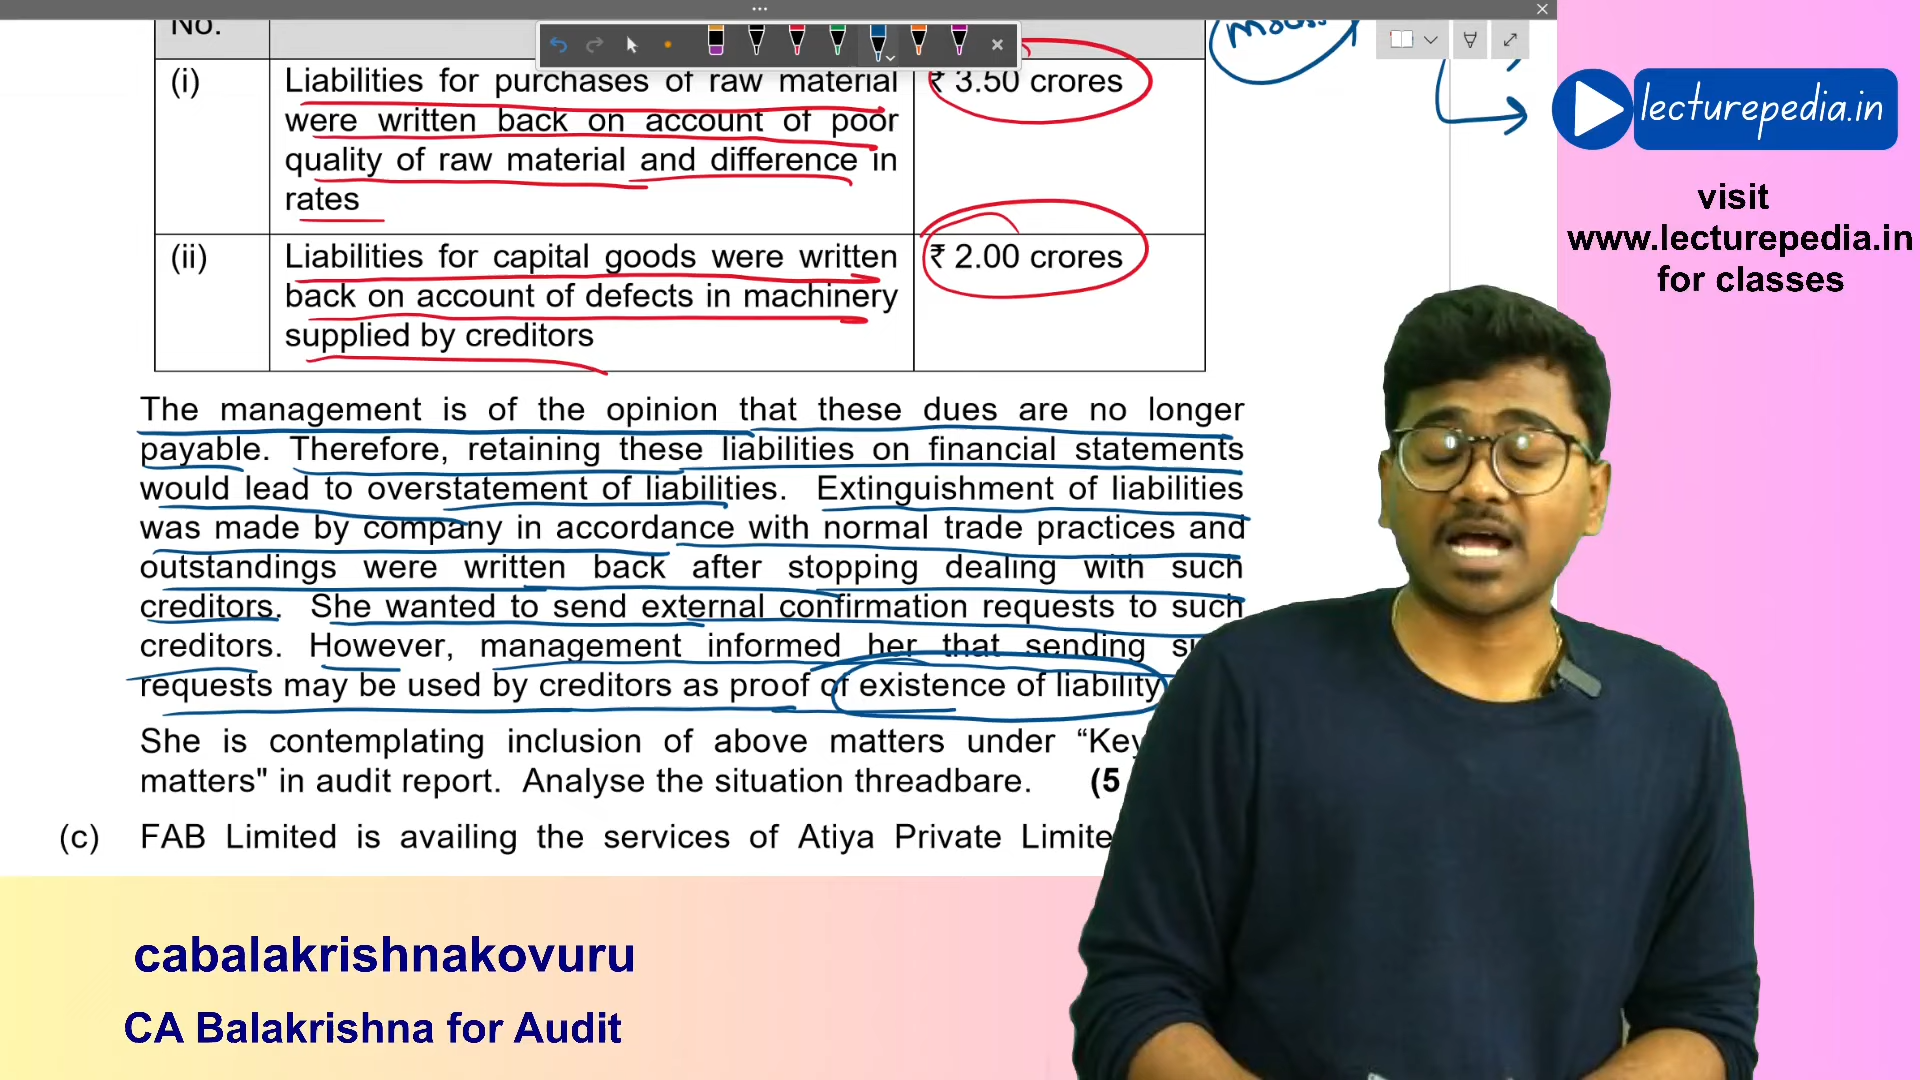 No.
(i) Liabilities for purchases of raw material ₹ 3.50 crores
were written back on account of poor
quality of raw material and difference in
rates
(ii) Liabilities for capital goods were written ₹ 2.00 crores
back on account of defects in machinery
supplied by creditors
The management is of the opinion that these dues are no longer
payable. Therefore, retaining these liabilities on financial statements
would lead to overstatement of liabilities. Extinguishment of liabilities
was made by company in accordance with normal trade practices and
outstandings were written back after stopping dealing with such
creditors. She wanted to send external confirmation requests to such
creditors. However, management informed her that sending
requests may be used by creditors as proof of existence of liability
She is contemplating inclusion of above matters under “Key
matters" in audit report. Analyse the situation threadbare. (5
(c) FAB Limited is availing the services of Atiya Private
lecturepedia.in
visit
www.lecturepedia.in
for classes
cabalakrishnakovuru
CA Balakrishna for Audit